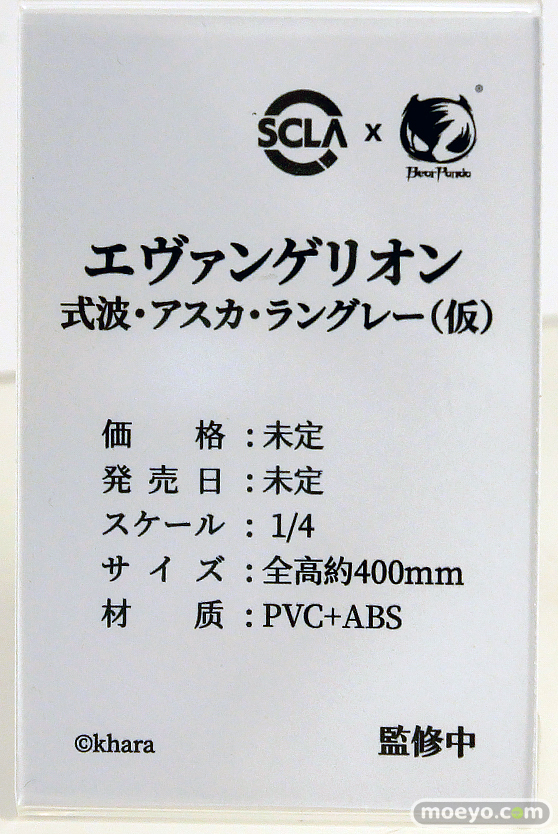 SCLA x ®
BearPanda
エヴァンゲリオン
式波・アスカ・ラングレー(仮)
価格:未定
発売日:未定
スケール:1/4
サイズ:全高約400mm
材质:PVC+ABS
©khara 監修中
moeyo.com